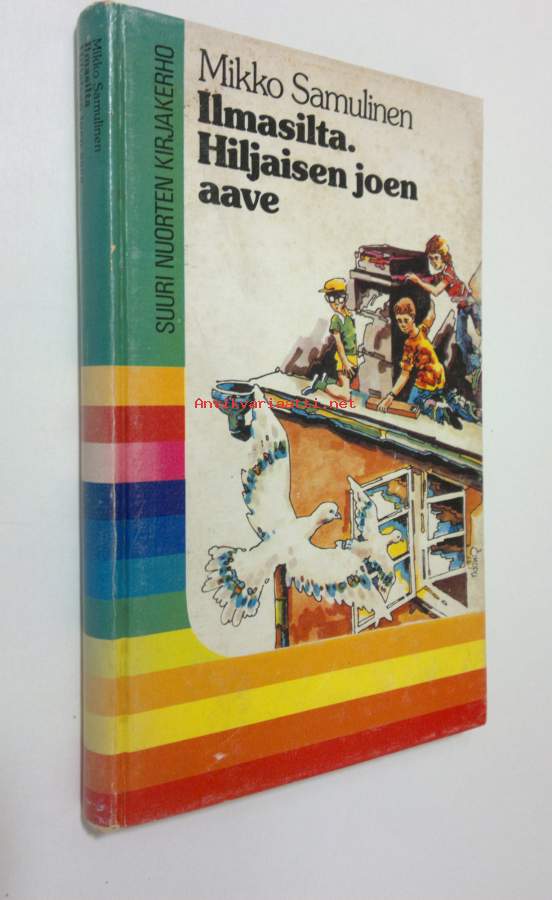 Mikko Samulinen
Ilmasilta.
Hiljaisen joen
aave
SUURI NUORTEN KIRJAKERHO
Mikko Samulinen
Ilmasilta
Antikvariaatti.net